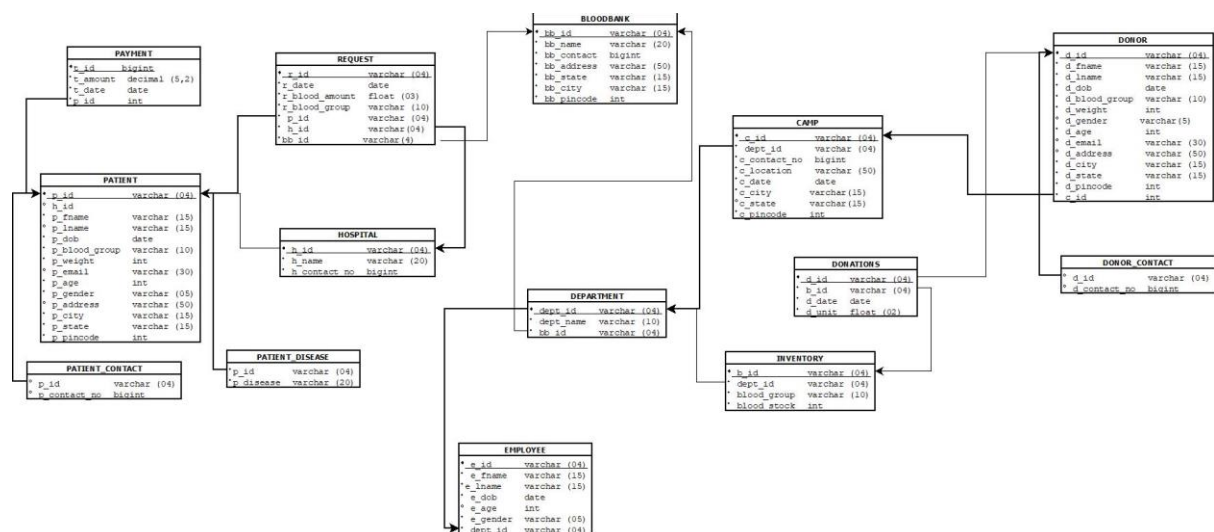 PAYMENT
t_id bigint
t_amount decimal (5,2)
t_date date
p_id int
REQUEST
r_id varchar (04)
r_date date
r_blood_amount float (03)
r_blood_group varchar (10)
p_id varchar (04)
h_id varchar(04)
bb_id varchar(4)
BLOODBANK
bb_id varchar (04)
bb_name varchar (20)
bb_contact bigint
bb_address varchar (50)
bb_state varchar (15)
bb_city varchar (15)
bb_pincode int
DONOR
d_id varchar (04)
d_fname varchar (15)
d_lname varchar (15)
d_dob date
d_blood_group varchar (10)
d_weight int
d_gender varchar(5)
d_age int
d_email varchar (30)
d_address varchar (50)
d_city varchar (15)
d_state varchar (15)
d_pincode int
c_id int
CAMP
c_id varchar (04)
dept_id varchar (04)
c_contact_no bigint
c_location varchar (50)
c_date date
c_city varchar(15)
c_state varchar(15)
c_pincode int
PATIENT
p_id varchar (04)
h_id
p_fname varchar (15)
p_lname varchar (15)
p_dob date
p_blood_group varchar (10)
p_weight int
p_email varchar (30)
p_age int
p_gender varchar (05)
p_address varchar (50)
p_city varchar (15)
p_state varchar (15)
p_pincode int
HOSPITAL
h_id varchar (04)
h_name varchar (20)
h_contact_no bigint
DONATIONS
d_id varchar (04)
b_id varchar (04)
d_date date
d_unit float (02)
DONOR_CONTACT
d_id varchar (04)
d_contact_no bigint
DEPARTMENT
dept_id varchar (04)
dept_name varchar (10)
bb_id varchar (04)
PATIENT_CONTACT
p_id varchar (04)
p_contact_no bigint
PATIENT_DISEASE
p_id varchar (04)
p_disease varchar (20)
INVENTORY
b_id varchar (04)
dept_id varchar (04)
blood_group varchar (10)
blood_stock int
EMPLOYEE
e_id varchar (04)
e_fname varchar (15)
e_lname varchar (15)
e_dob date
e_age int
e_gender varchar (05)
dept_id varchar (04)